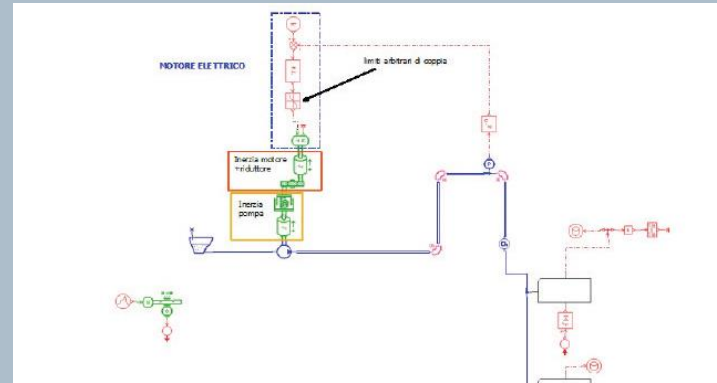 MOTORE ELETTRICO
limiti arbitrari di coppia
Inerzia motore
+riduttore
Inerzia
pompa